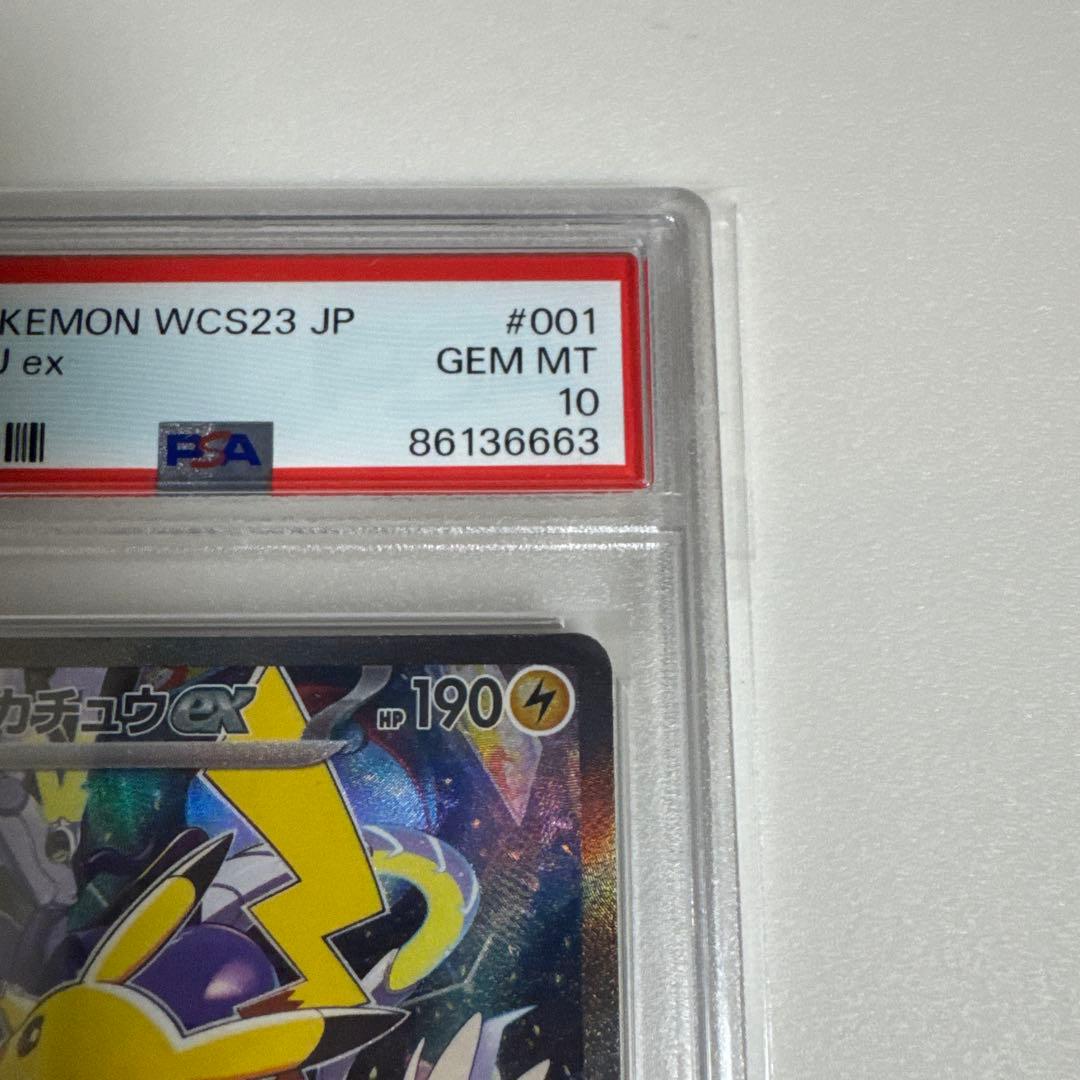 KEMON WCS23 JP #001
U ex GEM MT
10
PSA 86136663
カチュウex HP 190